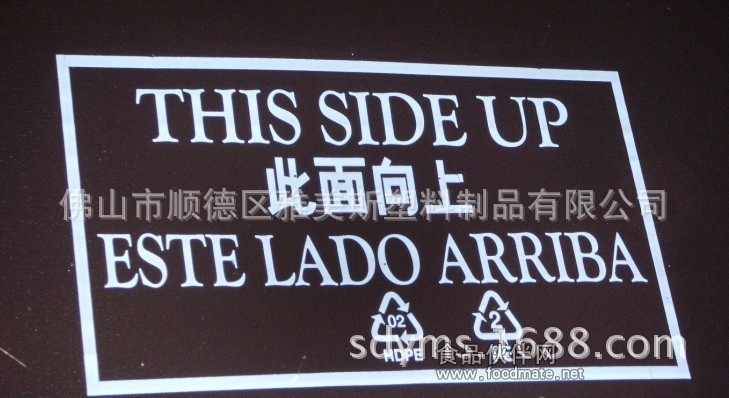 THIS SIDE UP
此面向上
佛山市顺德区雅美斯塑料制品有限公司
ESTE LADO ARRIBA
02
HDPE
2
sdyms.1688.com
食品伙伴网
www.foodmate.net